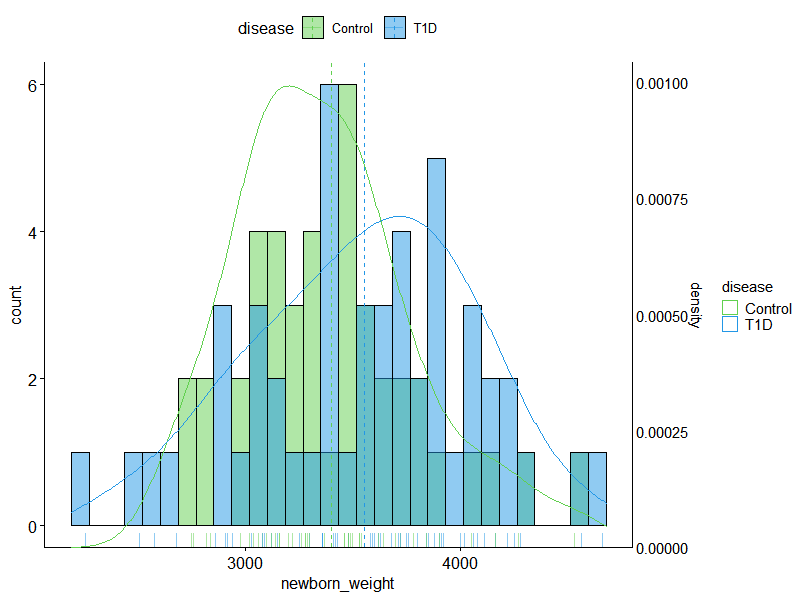 disease Control T1D
6
4
2
0
count
3000 4000
newborn_weight
0.00100
0.00075
0.00050
0.00025
0.00000
density
disease
Control
T1D